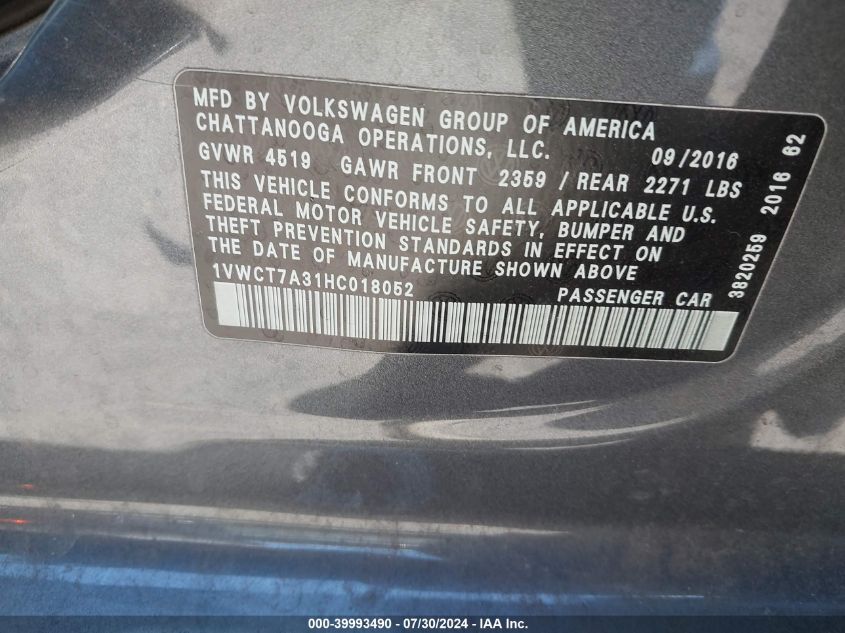 MFD BY VOLKSWAGEN GROUP OF AMERICA
CHATTANOOGA OPERATIONS, LLC. 09/2016
GVWR 4519 GAWR FRONT 2359 / REAR 2271 LBS
THIS VEHICLE CONFORMS TO ALL APPLICABLE U.S.
FEDERAL MOTOR VEHICLE SAFETY, BUMPER AND
THEFT PREVENTION STANDARDS IN EFFECT ON
THE DATE OF MANUFACTURE SHOWN ABOVE
1VWCT7A31HC018052 PASSENGER CAR
3820259 2016 62
000-39993490 - 07/30/2024 - IAA Inc.